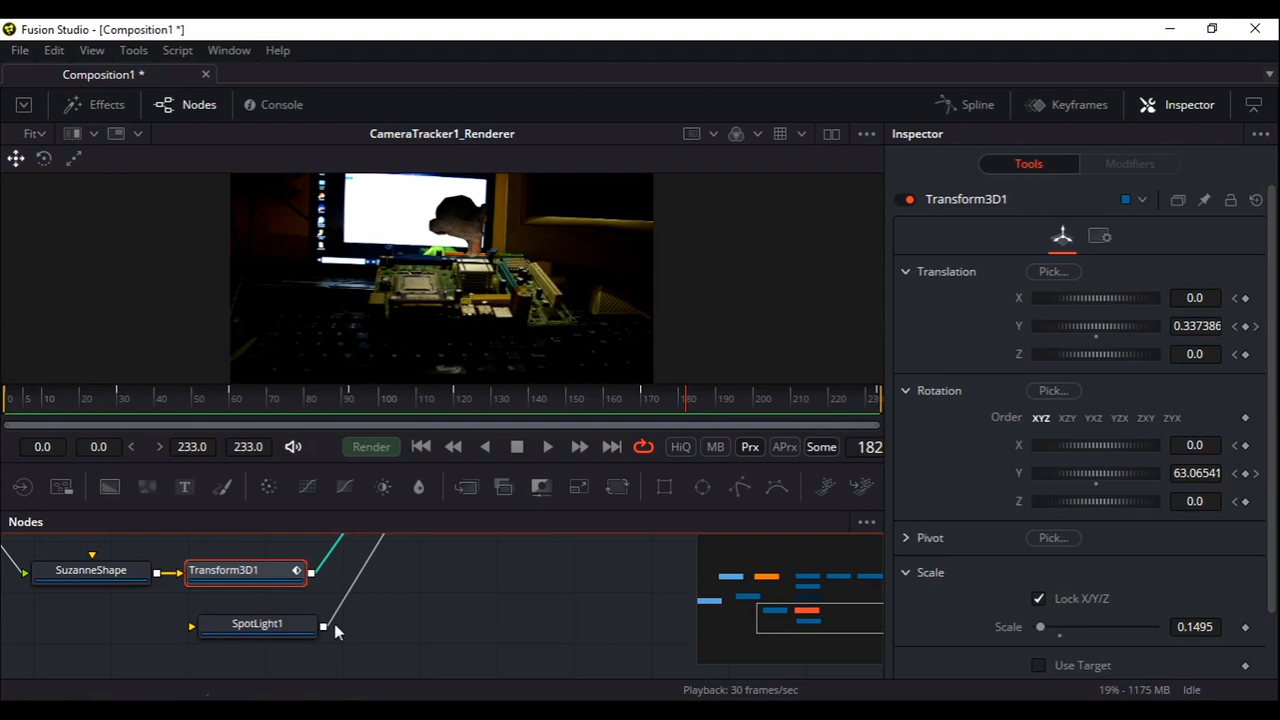 Fusion Studio - [Composition1 *]
File Edit View Tools Script Window Help
Composition1 *
Effects Nodes Console Spline Keyframes Inspector
Fit CameraTracker1_Renderer Inspector
Tools Modifiers
Transform3D1
Translation Pick...
X 0.0
Y 0.337386
Z 0.0
Rotation Pick...
Order XYZ XZY YXZ YZX ZXY ZYX
X 0.0
Y 63.06541
Z 0.0
Pivot Pick...
Scale
Lock X/Y/Z
Scale 0.1495
Use Target
0 5 10 20 30 40 50 60 70 80 90 100 110 120 130 140 150 160 170 180 190 200 210 220 230
0.0 0.0 233.0 233.0 Render HiQ MB Prx APrx Some 182
Nodes
SuzanneShape Transform3D1
SpotLight1
Playback: 30 frames/sec 19% - 1175 MB Idle